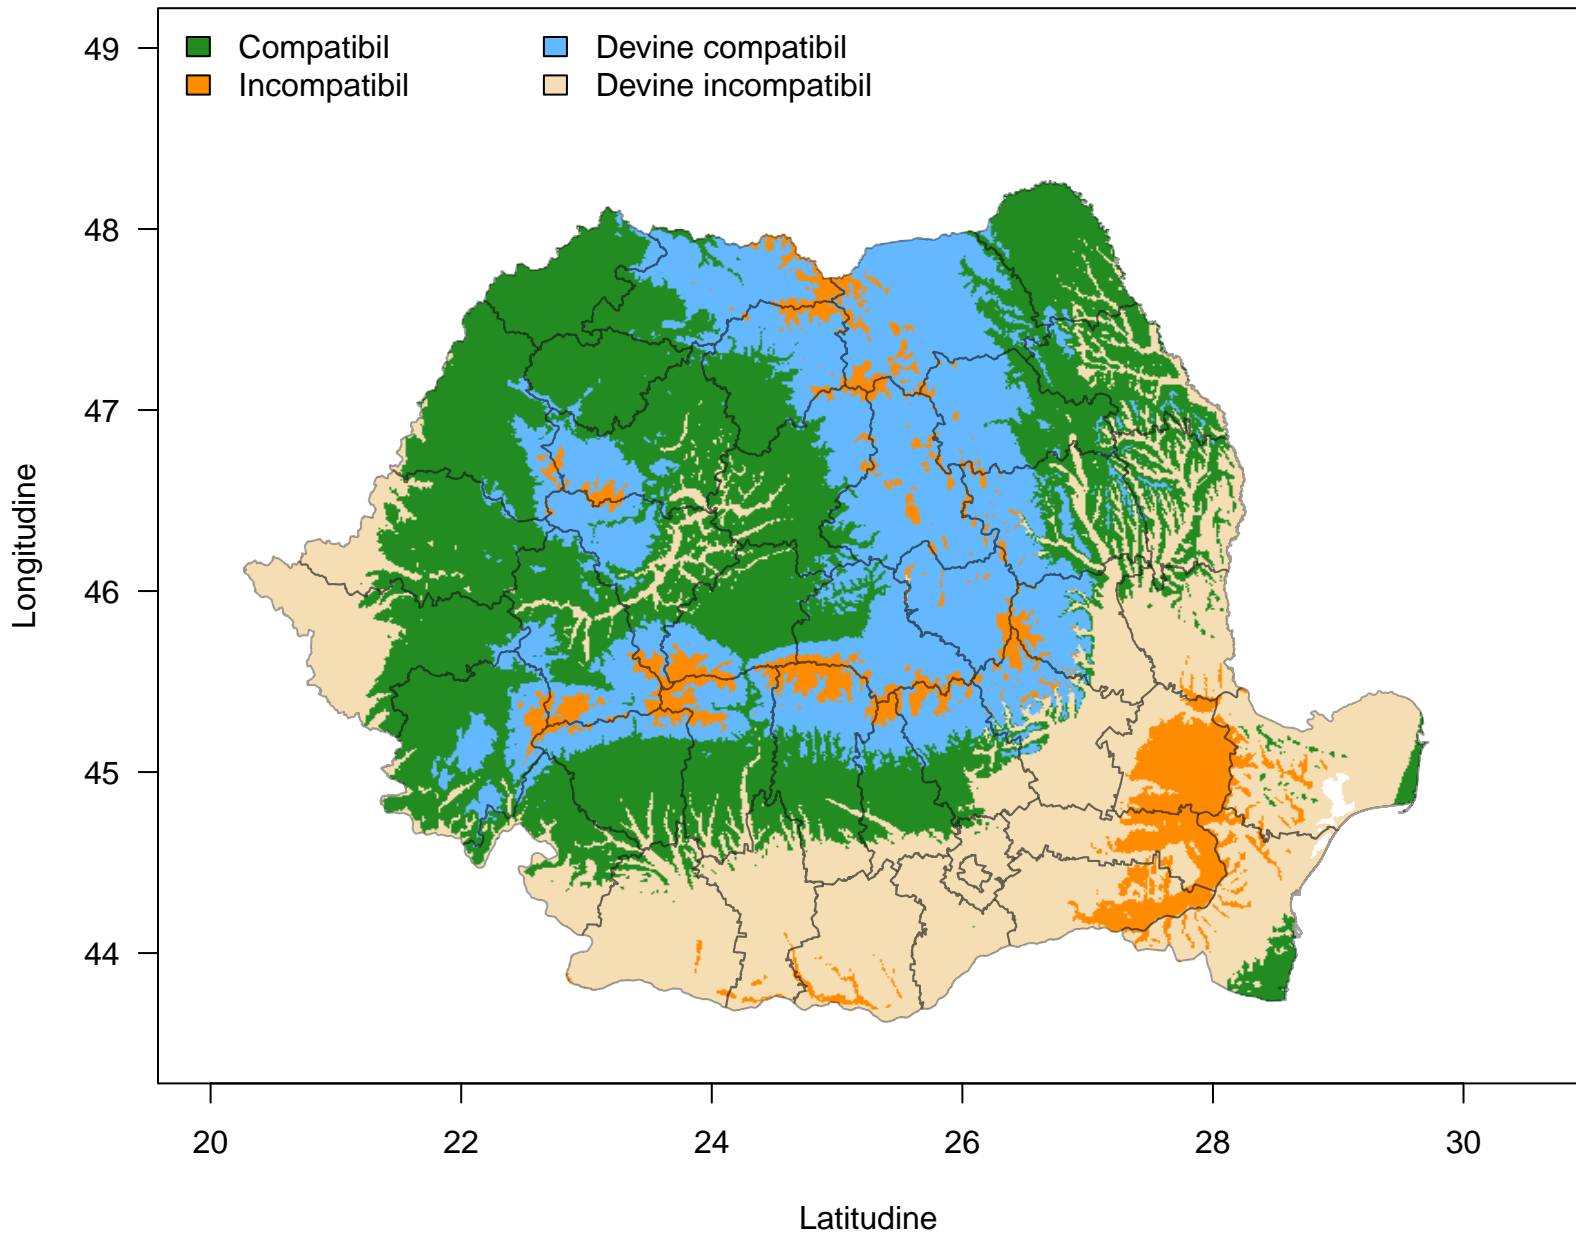 Compatibil
Devine compatibil
Incompatibil
Devine incompatibil
49
48
47
46
45
44
Longitudine
20 22 24 26 28 30
Latitudine